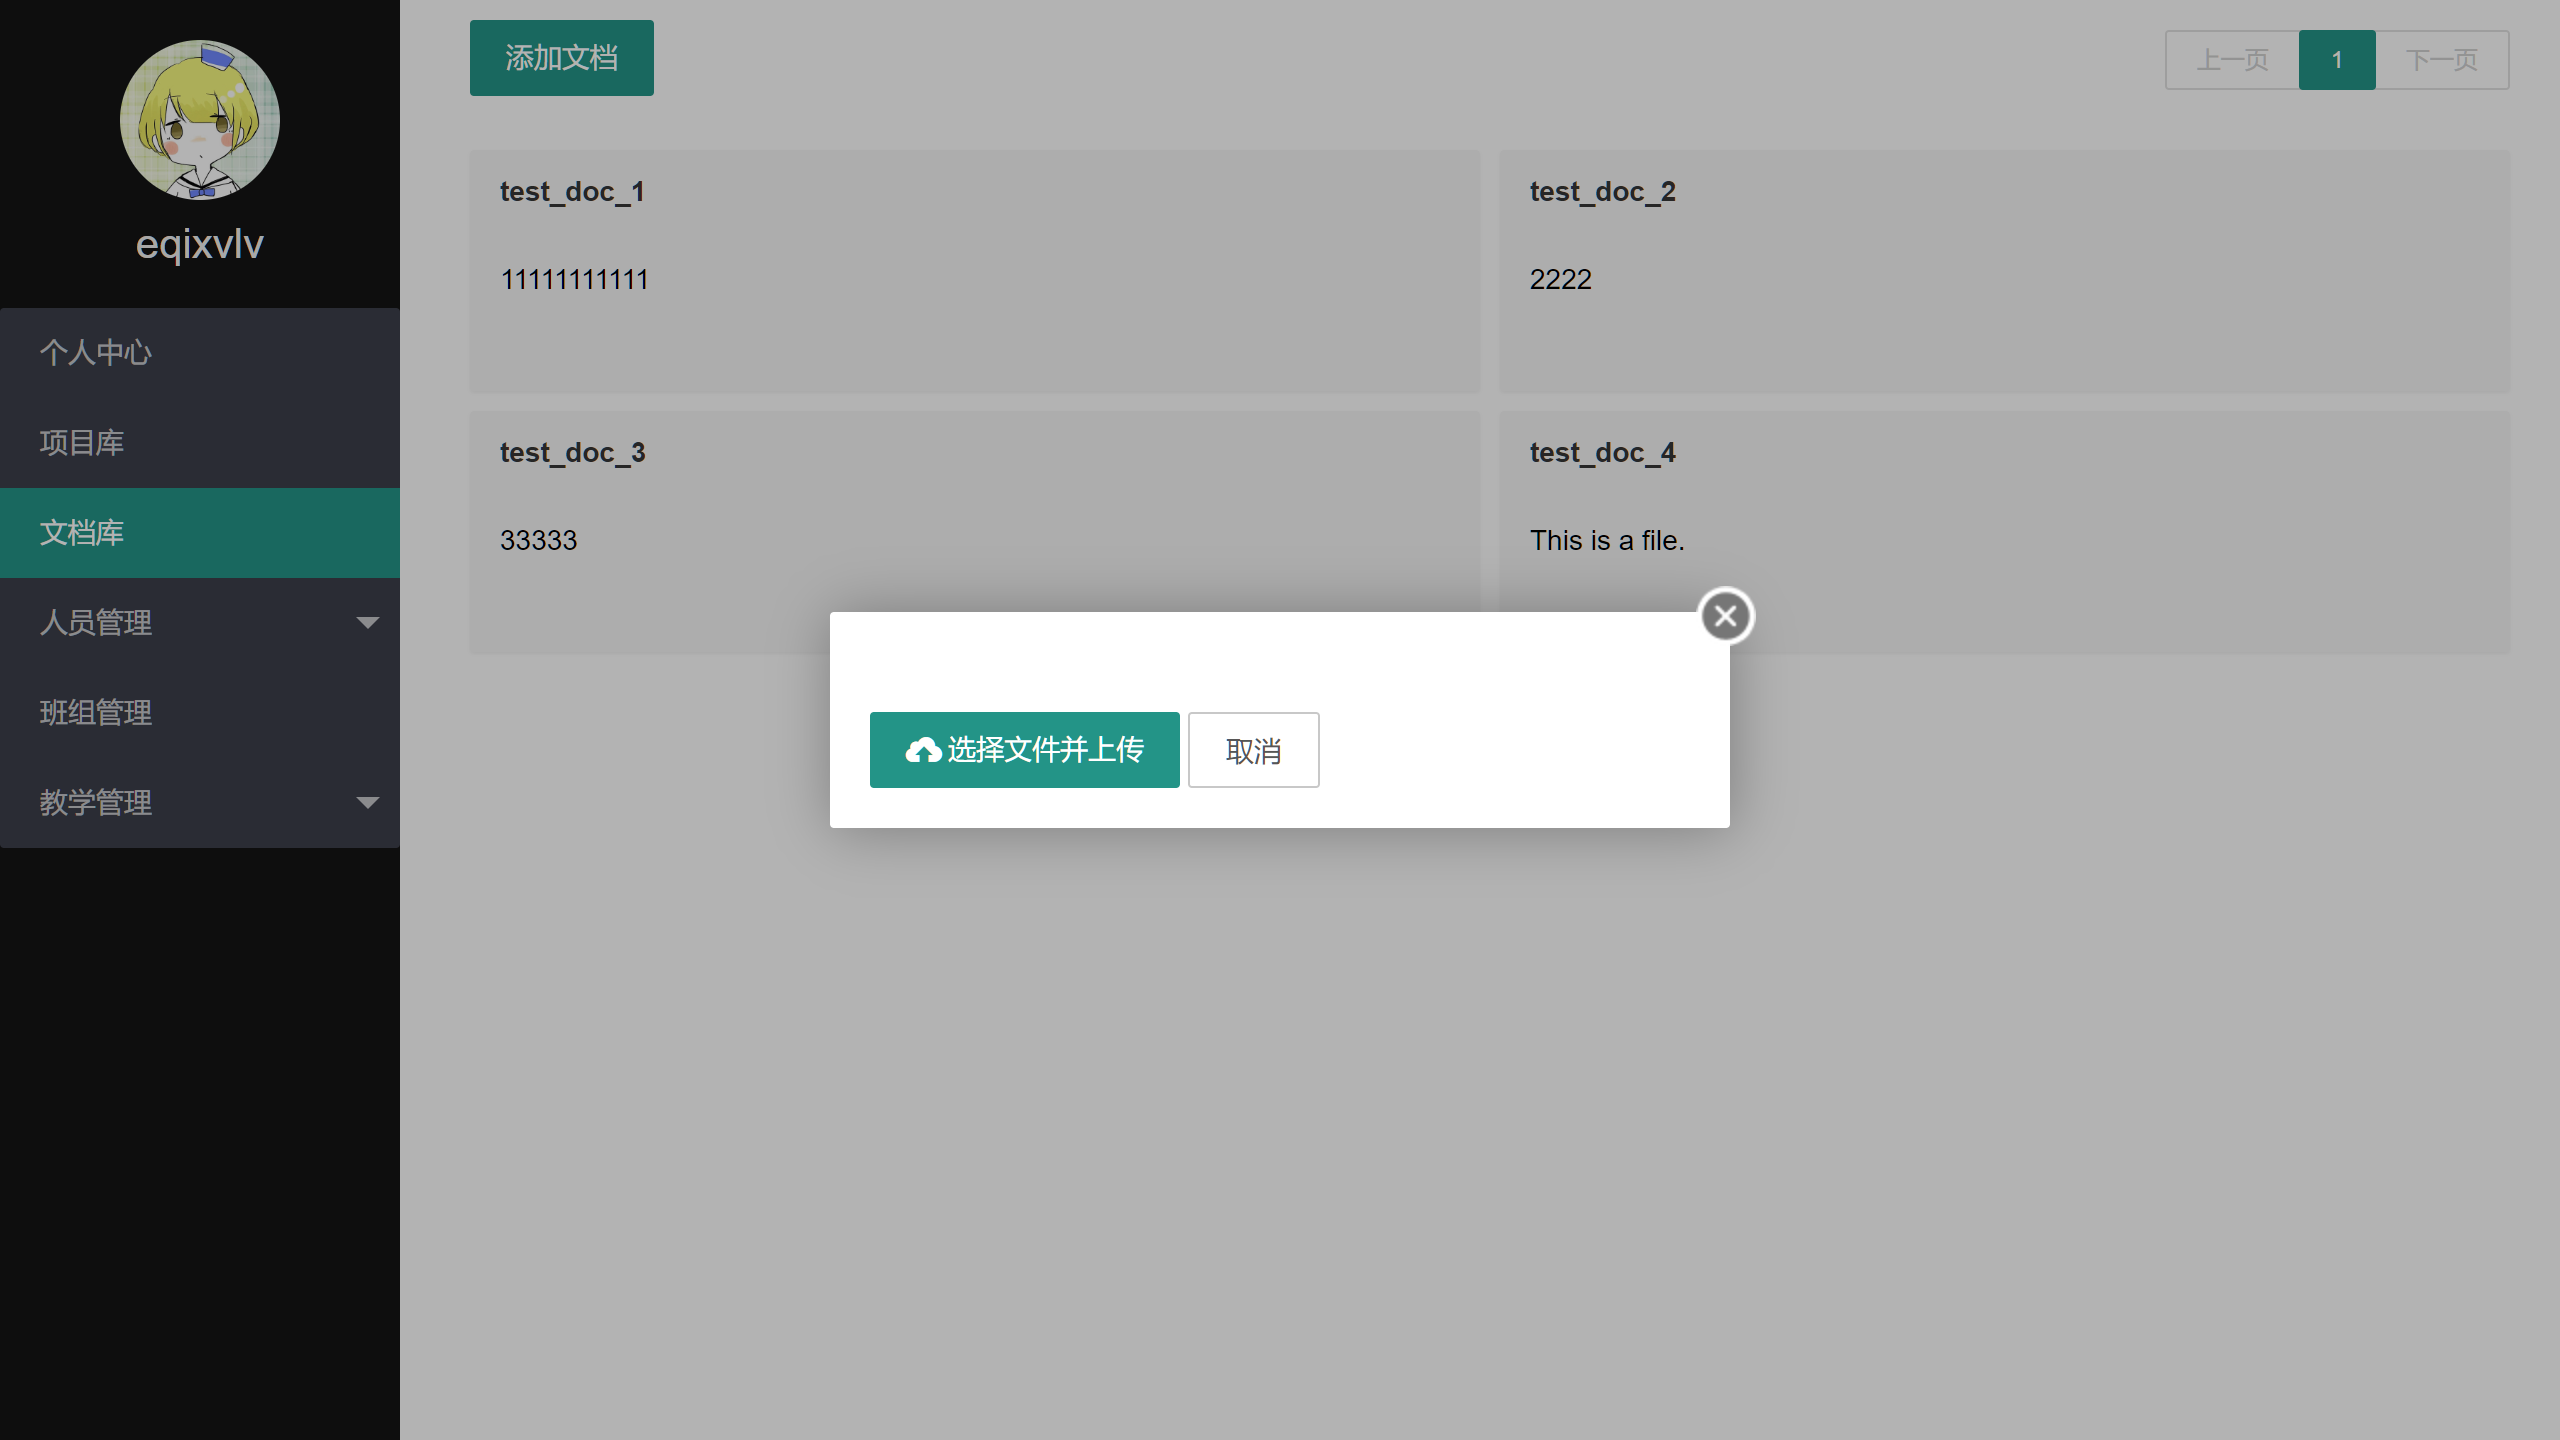 eqixvlv
个人中心
项目库
文档库
人员管理
班组管理
教学管理
添加文档
上一页 1 下一页
test_doc_1
11111111111
test_doc_2
2222
test_doc_3
33333
test_doc_4
This is a file.
选择文件并上传 取消